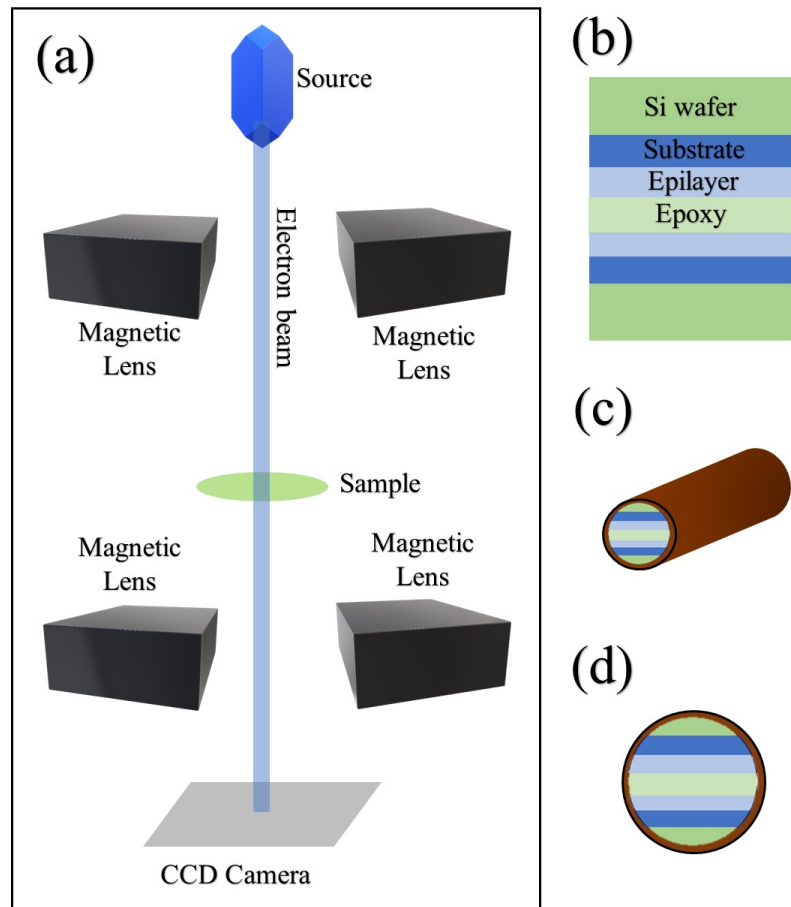 (a)
Source
Electron beam
Magnetic
Lens
Magnetic
Lens
Sample
Magnetic
Lens
Magnetic
Lens
CCD Camera
(b)
Si wafer
Substrate
Epilayer
Epoxy
(c)
(d)